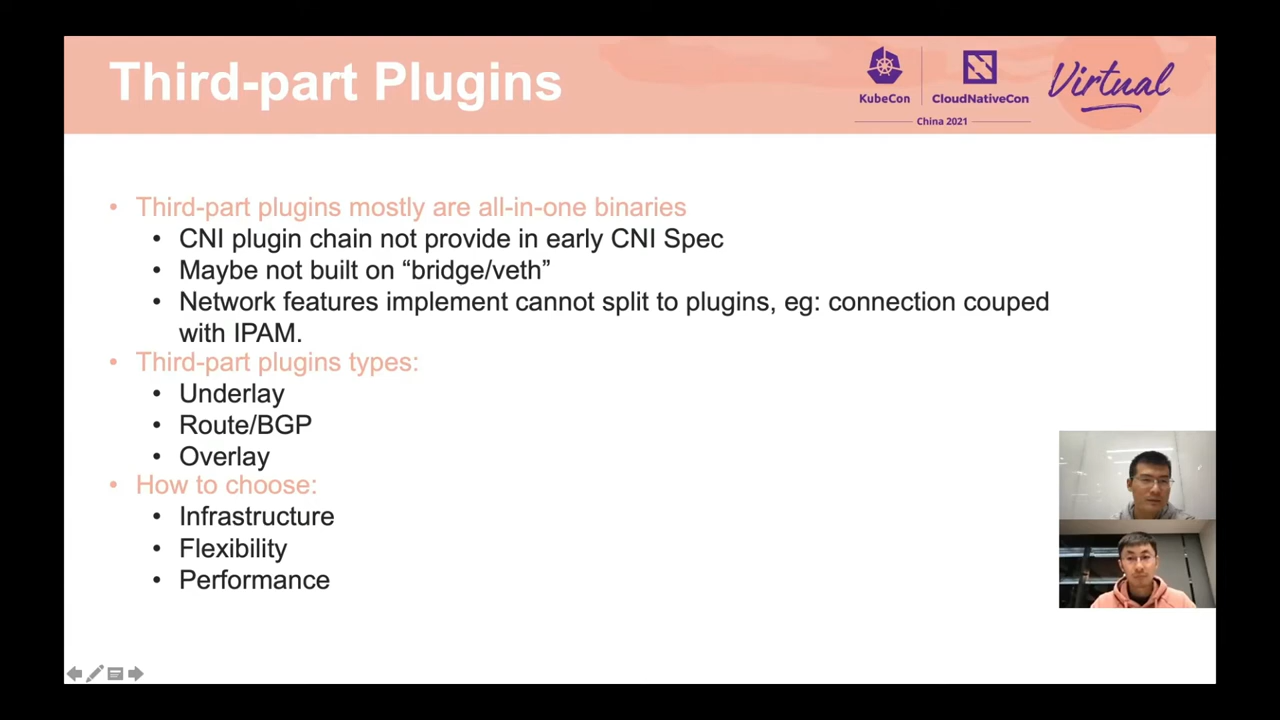 Third-part Plugins
KubeCon
CloudNativeCon
China 2021
Virtual
• Third-part plugins mostly are all-in-one binaries
• CNI plugin chain not provide in early CNI Spec
• Maybe not built on “bridge/veth”
• Network features implement cannot split to plugins, eg: connection couped
with IPAM.
• Third-part plugins types:
• Underlay
• Route/BGP
• Overlay
• How to choose:
• Infrastructure
• Flexibility
• Performance